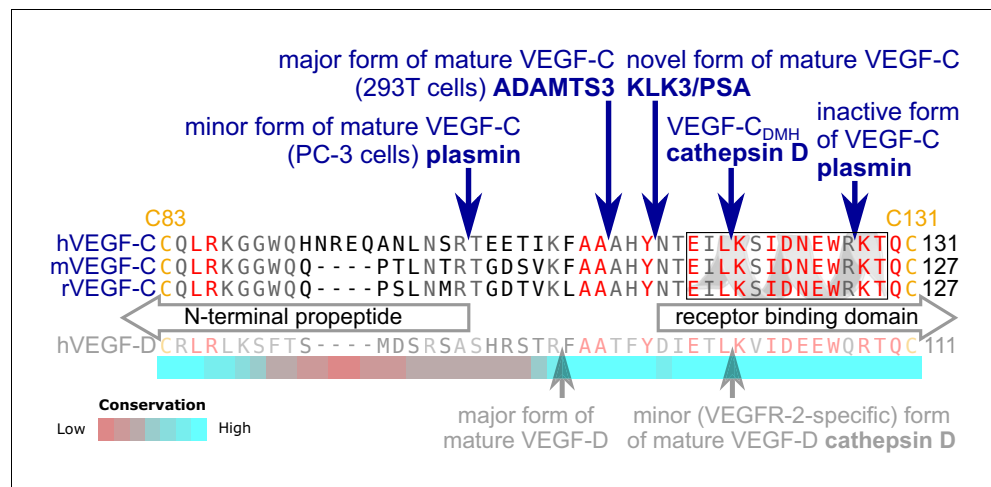 major form of mature VEGF-C
(293T cells) ADAMTS3
novel form of mature VEGF-C
KLK3/PSA
minor form of mature VEGF-C
(PC-3 cells) plasmin
VEGF-CDMH
cathepsin D
inactive form
of VEGF-C
plasmin
C83
C131
hVEGF-C CQLRKGGWQHNREQANLNSRTEETIKFAAAHYNTEILKSIDNEWRKTQC 131
mVEGF-C CQLRKGGWQQ----PTLNTRTGDSVKFAAAHYNTEILKSIDNEWRKTQC 127
rVEGF-C CQLRKGGWQQ----PSLNMRTGDTVKLAAAHYNTEILKSIDNEWRKTQC 127
N-terminal propeptide
receptor binding domain
hVEGF-D CRLRLKSFTS----MDSRSASHRSTRFAATFYDIETLKVIDEEWQRTQC 111
Conservation
Low
High
major form of
mature VEGF-D
minor (VEGFR-2-specific) form
of mature VEGF-D cathepsin D